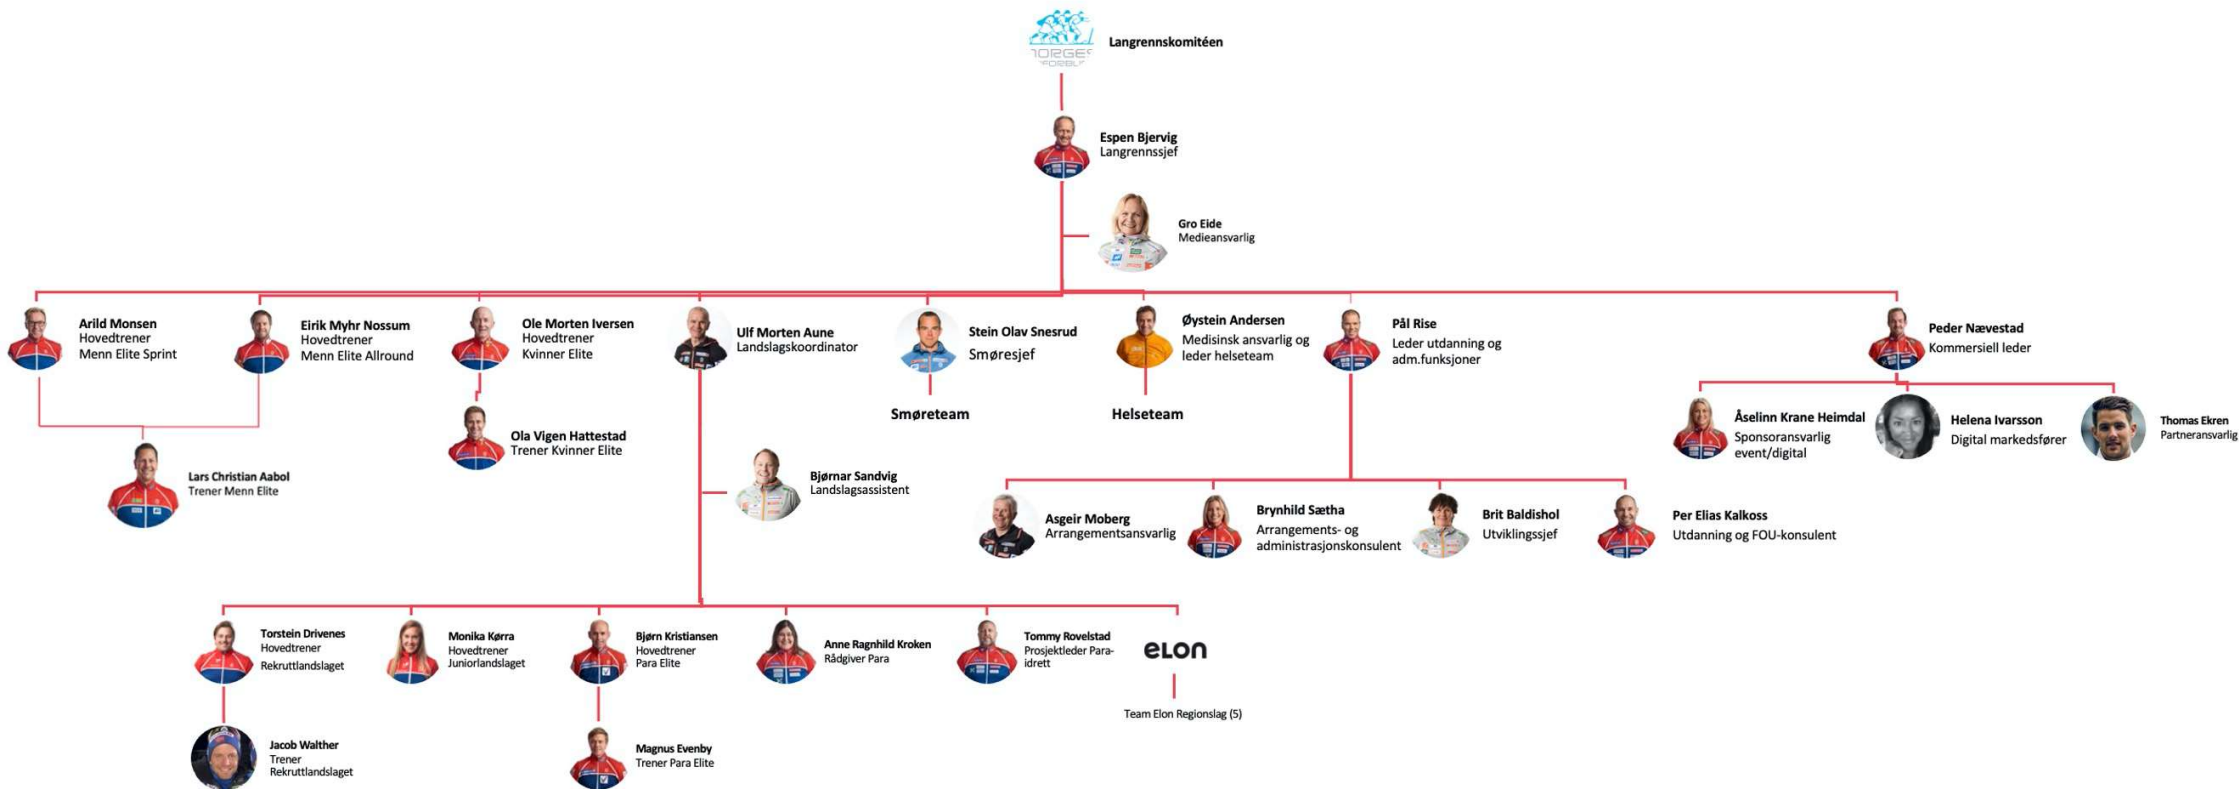 NORGES
Langrennskomitéen
Espen Bjervig
Langrennssjef
Gro Eide
Medieansvarlig
Arild Monsen
Hovedtrener
Menn Elite Sprint
Eirik Myhr Nossum
Hovedtrener
Menn Elite Allround
Ole Morten Iversen
Hovedtrener
Kvinner Elite
Ulf Morten Aune
Landslagskoordinator
Stein Olav Snesrud
Smøresjef
Øystein Andersen
Medisinsk ansvarlig og
leder helseteam
Pål Rise
Leder utdanning og
adm.funksjoner
Peder Nævestad
Kommersiell leder
Smøreteam
Helseteam
Åselinn Krane Heimdal
Sponsoransvarlig
event/digital
Helena Ivarsson
Digital markedsfører
Thomas Ekren
Partneransvarlig
Ola Vigen Hattestad
Trener Kvinner Elite
Lars Christian Aabol
Trener Menn Elite
Bjørnar Sandvig
Landslagsassistent
Asgeir Moberg
Arrangementsansvarlig
Brynhild Sætha
Arrangements- og
administrasjonskonsulent
Brit Baldishol
Utviklingssjef
Per Elias Kalkoss
Utdanning og FOU-konsulent
Torstein Drivenes
Hovedtrener
Rekruttlandslaget
Monika Kørra
Hovedtrener
Juniorlandslaget
Bjørn Kristiansen
Hovedtrener
Para Elite
Anne Ragnhild Kroken
Rådgiver Para
Tommy Rovelstad
Prosjektleder Para-
idrett
eLon
Team Elon Regionslag (5)
Jacob Walther
Trener
Rekruttlandslaget
Magnus Evenby
Trener Para Elite